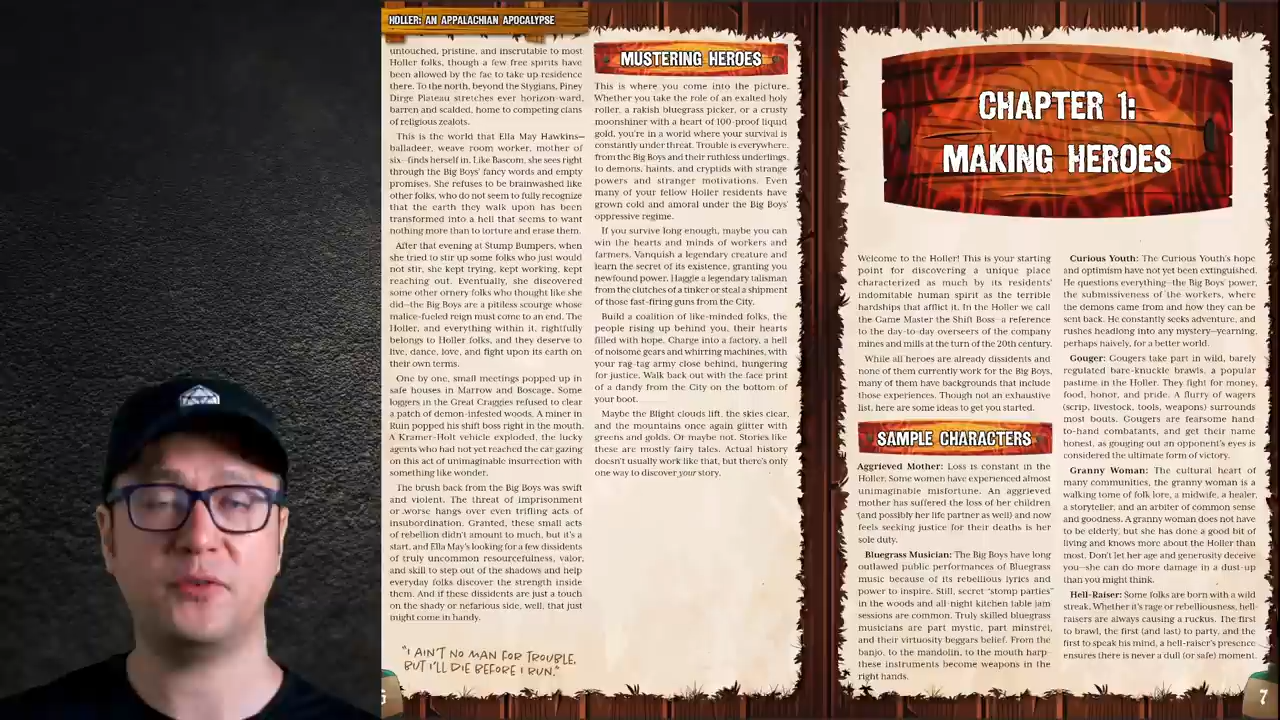 HOLLER: AN APPALACHIAN APOCALYPSE
untouched, pristine, and inscrutable to most
Holler folks, though a few free spirits have
been allowed by the fae to take up residence
there. To the north, beyond the Stygians, Piney
Dirge Plateau stretches ever horizon-ward,
barren and scalded, home to competing clans
of religious zealots.
This is the world that Ella May Hawkins—
balladeer, weave room worker, mother of
six—finds herself in. Like Bascom, she sees right
through the Big Boys' fancy words and empty
promises. She refuses to be brainwashed like
other folks, who do not seem to fully recognize
that the earth they walk upon has been
transformed into a hell that seems to want
nothing more than to torture and erase them.
After that evening at Stump Bumpers, when
she tried to stir up some folks who just would
not stir, she kept trying, kept working, kept
reaching out. Eventually, she discovered
some other ornery folks who thought like she
did—the Big Boys are a pitiless scourge whose
malice-fueled reign must come to an end. The
Holler, and everything within it, rightfully
belongs to Holler folks, and they deserve to
live, dance, love, and fight upon its earth on
their own terms.
One by one, small meetings popped up in
safe houses in Marrow and Boscage. Some
loggers in the Great Craggies refused to clear
a patch of demon-infested woods. A miner in
Ruin popped his shift boss right in the mouth.
A Kramer-Holt vehicle exploded, the lucky
agents who had not yet reached the car gazing
on this act of unimaginable insurrection with
something like wonder.
The brush back from the Big Boys was swift
and violent. The threat of imprisonment
or worse hangs over even trifling acts of
insubordination. Granted, these small acts
of rebellion didn't amount to much, but it's a
start, and Ella May's looking for a few dissidents
of truly uncommon resourcefulness, valor,
and skill to step out of the shadows and help
everyday folks discover the strength inside
them. And if these dissidents are just a touch
on the shady or nefarious side, well, that just
might come in handy.
"I AIN'T NO MAN FOR TROUBLE,
BUT I'LL DIE BEFORE I RUN."
MUSTERING HEROES
This is where you come into the picture.
Whether you take the role of an exalted holy
roller, a rakish bluegrass picker, or a crusty
moonshiner with a heart of 100-proof liquid
gold, you're in a world where your survival is
constantly under threat. Trouble is everywhere,
from the Big Boys and their ruthless underlings,
to demons, haints, and cryptids with strange
powers and stranger motivations. Even
many of your fellow Holler residents have
grown cold and amoral under the Big Boys'
oppressive regime.
If you survive long enough, maybe you can
win the hearts and minds of workers and
farmers. Vanquish a legendary creature and
learn the secret of its existence, granting you
newfound power. Haggle a legendary talisman
from the clutches of a tinker or steal a shipment
of those fast-firing guns from the City.
Build a coalition of like-minded folks, the
people rising up behind you, their hearts
filled with hope. Charge into a factory, a hell
of noisome gears and whirring machines, with
your rag-tag army close behind, hungering
for justice. Walk back out with the face print
of a dandy from the City on the bottom of
your boot.
Maybe the Blight clouds lift, the skies clear,
and the mountains once again glitter with
greens and golds. Or maybe not. Stories like
these are mostly fairy tales. Actual history
doesn't usually work like that, but there's only
one way to discover your story.
CHAPTER 1:
MAKING HEROES
Welcome to the Holler! This is your starting
point for discovering a unique place
characterized as much by its residents'
indomitable human spirit as the terrible
hardships that afflict it. In the Holler we call
the Game Master the Shift Boss—a reference
to the day-to-day overseers of the company
mines and mills at the turn of the 20th century.
While all heroes are already dissidents and
none of them currently work for the Big Boys,
many of them have backgrounds that include
those experiences. Though not an exhaustive
list, here are some ideas to get you started.
SAMPLE CHARACTERS
Aggrieved Mother: Loss is constant in the
Holler. Some women have experienced almost
unimaginable misfortune. An aggrieved
mother has suffered the loss of her children
(and possibly her life partner as well) and now
feels seeking justice for their deaths is her
sole duty.
Bluegrass Musician: The Big Boys have long
outlawed public performances of Bluegrass
music because of its rebellious lyrics and
power to inspire. Still, secret "stomp parties"
in the woods and all-night kitchen table jam
sessions are common. Truly skilled bluegrass
musicians are part mystic, part minstrel,
and their virtuosity beggars belief. From the
banjo, to the mandolin, to the mouth harp—
these instruments become weapons in the
right hands.
Curious Youth: The Curious Youth's hope
and optimism have not yet been extinguished.
He questions everything—the Big Boys' power,
the submissiveness of the workers, where
the demons came from and how they can be
sent back. He constantly seeks adventure, and
rushes headlong into any mystery—yearning,
perhaps naively, for a better world.
Gouger: Gougers take part in wild, barely
regulated bare-knuckle brawls, a popular
pastime in the Holler. They fight for money,
food, honor, and pride. A flurry of wagers
(scrip, livestock, tools, weapons) surrounds
most bouts. Gougers are fearsome hand-
to-hand combatants, and get their name
honest, as gouging out an opponent's eyes is
considered the ultimate form of victory.
Granny Woman: The cultural heart of
many communities, the granny woman is a
walking tome of folk lore, a midwife, a healer,
a storyteller, and an arbiter of common sense
and goodness. A granny woman does not have
to be elderly, but she has done a good bit of
living and knows more about the Holler than
most. Don't let her age and generosity deceive
you—she can do more damage in a dust-up
than you might think.
Hell-Raiser: Some folks are born with a wild
streak. Whether it's rage or rebelliousness, hell-
raisers are always causing a ruckus. The first
to brawl, the first (and last) to party, and the
first to speak his mind, a hell-raiser's presence
ensures there is never a dull (or safe) moment.
7